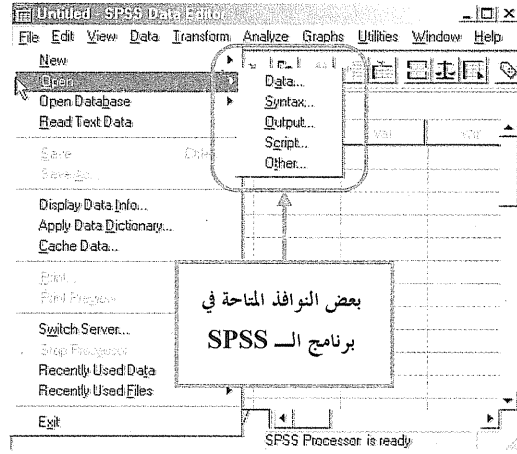 Untitled - SPSS Data Editor
File Edit View Data Transform Analyze Graphs Utilities Window Help
New
Open
Open Database
Read Text Data
Save
Save As...
Display Data Info...
Apply Data Dictionary...
Cache Data...
Print...
Print Preview
Switch Server...
Stop Processor
Recently Used Data
Recently Used Files
Exit
Data...
Syntax...
Output...
Script...
Other...
var
var
بعض النوافذ المتاحة في
برنامج الــ SPSS
SPSS Processor is ready